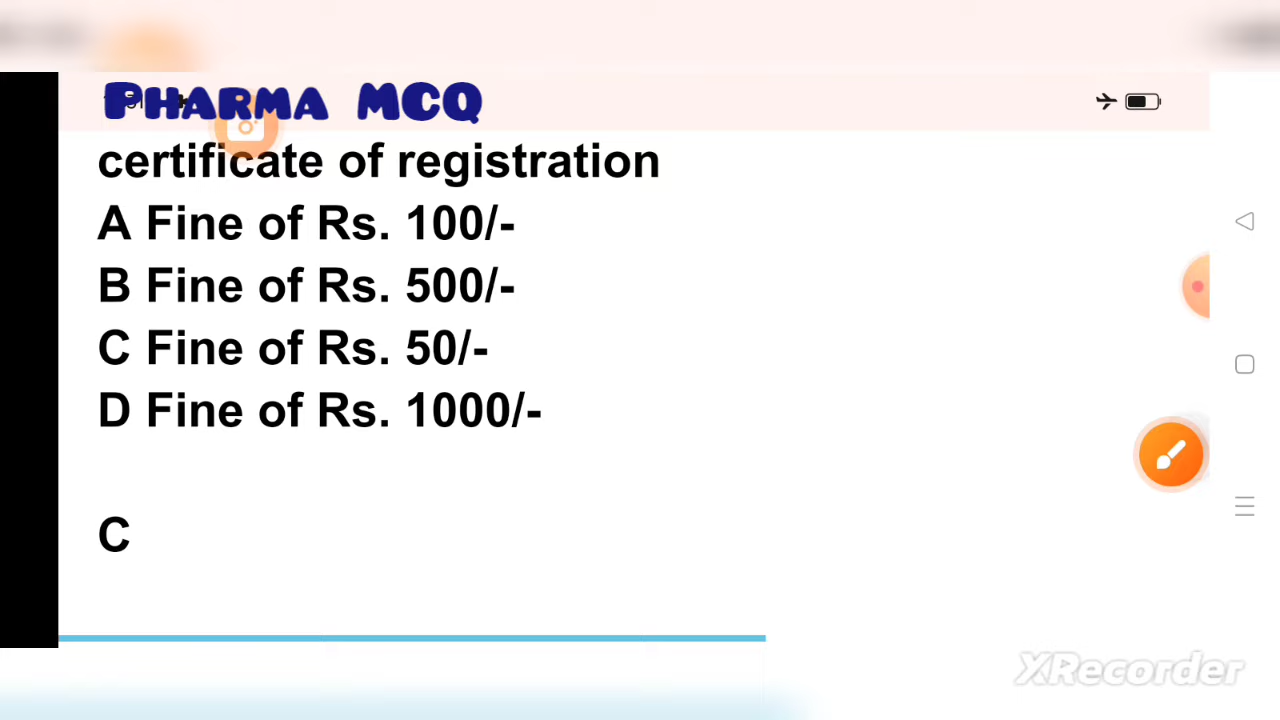 PHARMA MCQ
certificate of registration
A Fine of Rs. 100/-
B Fine of Rs. 500/-
C Fine of Rs. 50/-
D Fine of Rs. 1000/-
C
XRecorder